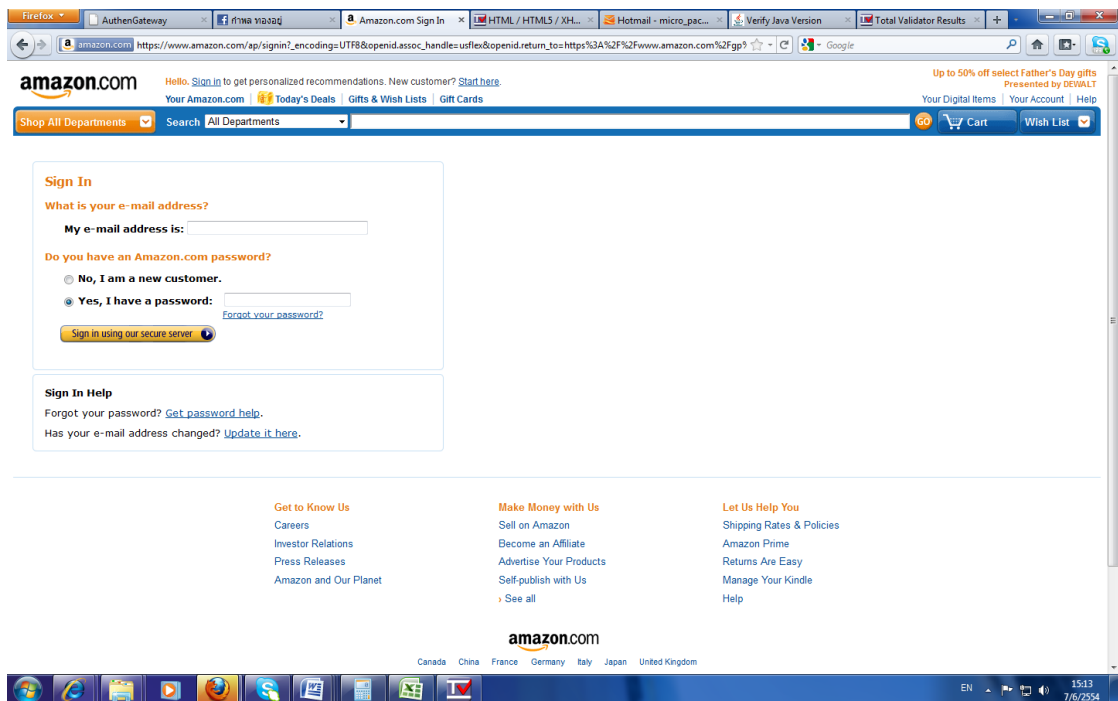 Firefox
AuthenGateway
กำพล ทองอยู่
Amazon.com Sign In
HTML / HTML5 / XH...
Hotmail - micro_pac...
Verify Java Version
Total Validator Results
amazon.com https://www.amazon.com/ap/signin?_encoding=UTF8&openid.assoc_handle=usflex&openid.return_to=https%3A%2F%2Fwww.amazon.com%2Fgp9
Google
amazon.com
Hello. Sign in to get personalized recommendations. New customer? Start here.
Up to 50% off select Father's Day gifts
Presented by DEWALT
Your Amazon.com | Today's Deals | Gifts & Wish Lists | Gift Cards
Your Digital Items | Your Account | Help
Shop All Departments
Search All Departments
GO
Cart
Wish List
Sign In
What is your e-mail address?
My e-mail address is:
Do you have an Amazon.com password?
No, I am a new customer.
Yes, I have a password:
Forgot your password?
Sign in using our secure server
Sign In Help
Forgot your password? Get password help.
Has your e-mail address changed? Update it here.
Get to Know Us
Careers
Investor Relations
Press Releases
Amazon and Our Planet
Make Money with Us
Sell on Amazon
Become an Affiliate
Advertise Your Products
Self-publish with Us
› See all
Let Us Help You
Shipping Rates & Policies
Amazon Prime
Returns Are Easy
Manage Your Kindle
Help
amazon.com
Canada China France Germany Italy Japan United Kingdom
EN
15:13
7/6/2554